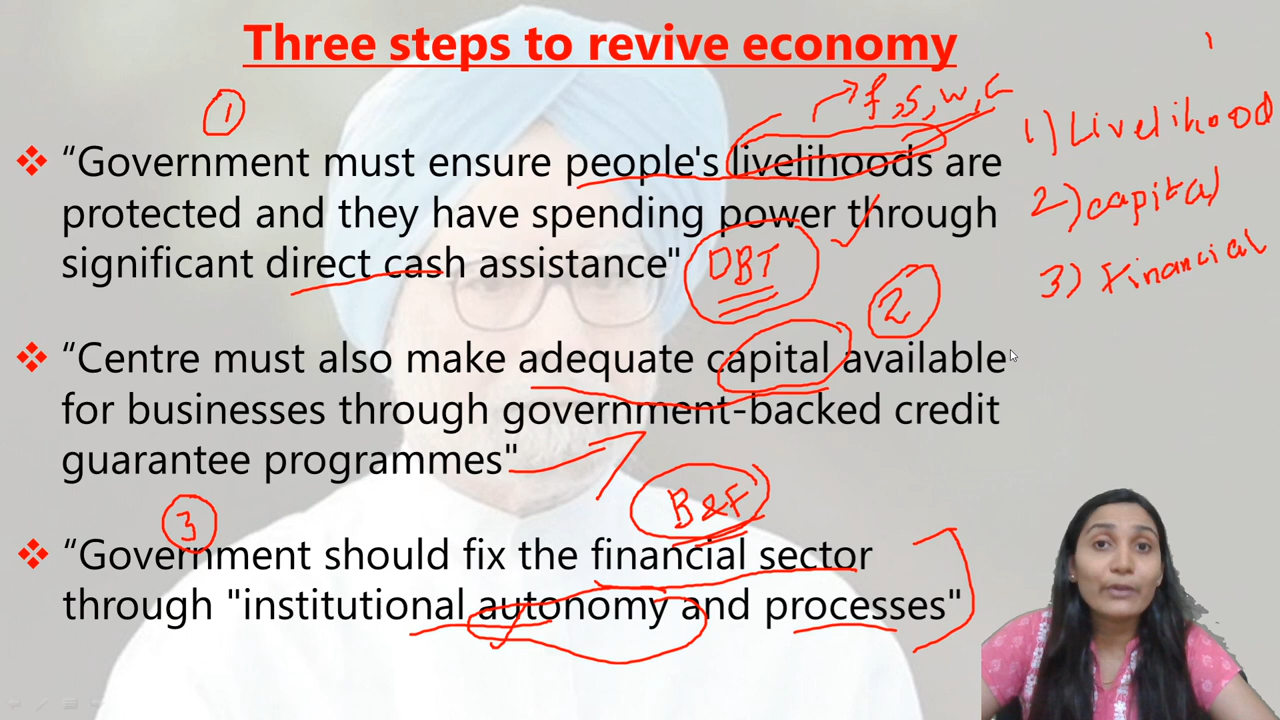 Three steps to revive economy
①
f, s, w, c
❖ “Government must ensure people's livelihoods are
protected and they have spending power through
significant direct cash assistance"
DBT
1) Livelihood
2) capital
3) Financial
2
❖ “Centre must also make adequate capital available
for businesses through government-backed credit
guarantee programmes"
B&F
3
❖ “Government should fix the financial sector
through "institutional autonomy and processes"